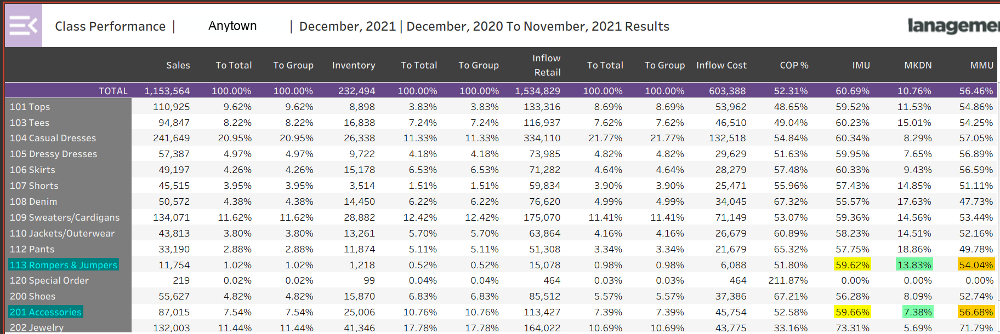 Class Performance | Anytown | December, 2021 | December, 2020 To November, 2021 Results lanagemen
Sales To Total To Group Inventory To Total To Group Inflow Retail To Total To Group Inflow Cost COP % IMU MKDN MMU
TOTAL 1,153,564 100.00% 100.00% 232,494 100.00% 100.00% 1,534,829 100.00% 100.00% 603,388 52.31% 60.69% 10.76% 56.46%
101 Tops 110,925 9.62% 9.62% 8,898 3.83% 3.83% 133,316 8.69% 8.69% 53,962 48.65% 59.52% 11.53% 54.86%
103 Tees 94,847 8.22% 8.22% 16,838 7.24% 7.24% 116,937 7.62% 7.62% 46,510 49.04% 60.23% 15.01% 54.25%
104 Casual Dresses 241,649 20.95% 20.95% 26,338 11.33% 11.33% 334,110 21.77% 21.77% 132,518 54.84% 60.34% 8.29% 57.05%
105 Dressy Dresses 57,387 4.97% 4.97% 9,722 4.18% 4.18% 73,985 4.82% 4.82% 29,629 51.63% 59.95% 7.65% 56.89%
106 Skirts 49,197 4.26% 4.26% 15,178 6.53% 6.53% 71,282 4.64% 4.64% 28,279 57.48% 60.33% 9.43% 56.59%
107 Shorts 45,515 3.95% 3.95% 3,514 1.51% 1.51% 59,834 3.90% 3.90% 25,471 55.96% 57.43% 14.85% 51.11%
108 Denim 50,572 4.38% 4.38% 14,450 6.22% 6.22% 76,620 4.99% 4.99% 34,045 67.32% 55.57% 17.63% 47.73%
109 Sweaters/Cardigans 134,071 11.62% 11.62% 28,882 12.42% 12.42% 175,070 11.41% 11.41% 71,149 53.07% 59.36% 14.56% 53.44%
110 Jackets/Outerwear 43,813 3.80% 3.80% 13,261 5.70% 5.70% 63,864 4.16% 4.16% 26,679 60.89% 58.23% 14.51% 52.16%
112 Pants 33,190 2.88% 2.88% 11,874 5.11% 5.11% 51,308 3.34% 3.34% 21,679 65.32% 57.75% 18.86% 49.78%
113 Rompers & Jumpers 11,754 1.02% 1.02% 1,218 0.52% 0.52% 15,078 0.98% 0.98% 6,088 51.80% 59.62% 13.83% 54.04%
120 Special Order 219 0.02% 0.02% 99 0.04% 0.04% 464 0.03% 0.03% 464 211.87% 0.00% 0.00% 0.00%
200 Shoes 55,627 4.82% 4.82% 15,870 6.83% 6.83% 85,512 5.57% 5.57% 37,386 67.21% 56.28% 8.09% 52.74%
201 Accessories 87,015 7.54% 7.54% 25,006 10.76% 10.76% 113,427 7.39% 7.39% 45,754 52.58% 59.66% 7.38% 56.68%
202 Jewelry 132,003 11.44% 11.44% 41,346 17.78% 17.78% 164,022 10.69% 10.69% 43,775 33.16% 73.31% 5.69% 71.79%